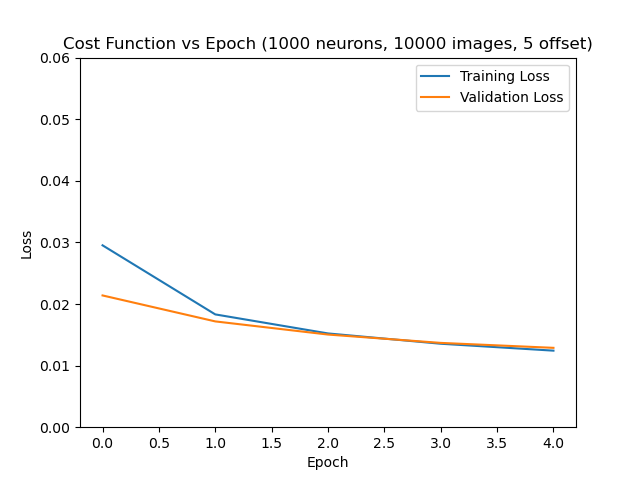 Cost Function vs Epoch (1000 neurons, 10000 images, 5 offset)
Training Loss
Validation Loss
0.06
0.05
0.04
0.03
0.02
0.01
0.00
Loss
0.0 0.5 1.0 1.5 2.0 2.5 3.0 3.5 4.0
Epoch